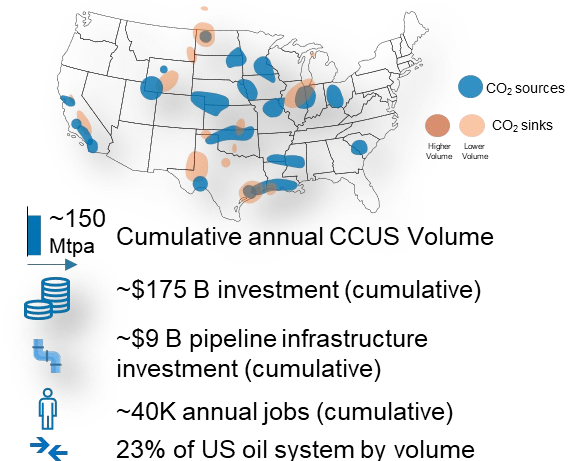 CO₂ sources
CO₂ sinks
Higher Volume
Lower Volume
~150
Mtpa
Cumulative annual CCUS Volume
~$175 B investment (cumulative)
~$9 B pipeline infrastructure
investment (cumulative)
~40K annual jobs (cumulative)
23% of US oil system by volume